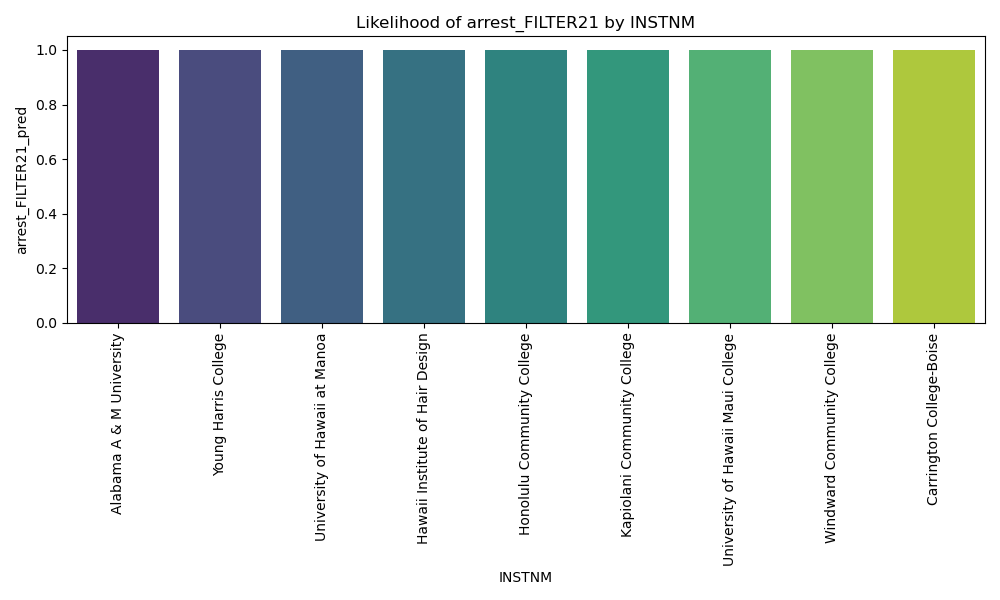 Likelihood of arrest_FILTER21 by INSTNM
arrest_FILTER21_pred
1.0
0.8
0.6
0.4
0.2
0.0
Alabama A & M University
Young Harris College
University of Hawaii at Manoa
Hawaii Institute of Hair Design
Honolulu Community College
Kapiolani Community College
University of Hawaii Maui College
Windward Community College
Carrington College-Boise
INSTNM